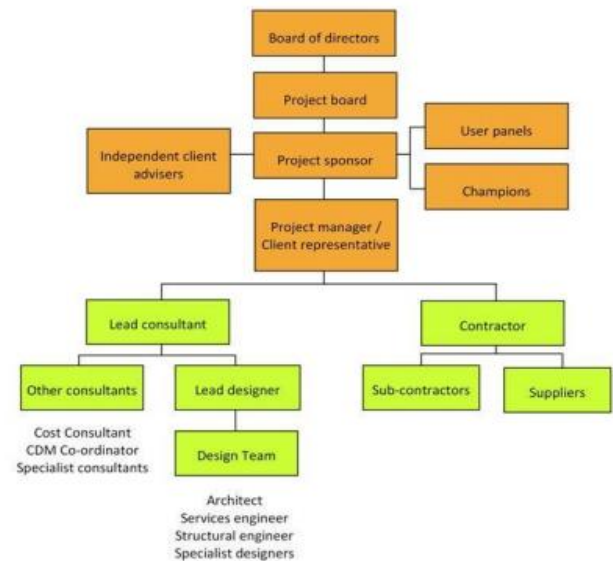 Board of directors
Project board
User panels
Independent client
advisers
Project sponsor
Champions
Project manager /
Client representative
Lead consultant
Contractor
Other consultants
Lead designer
Sub-contractors
Suppliers
Cost Consultant
CDM Co-ordinator
Specialist consultants
Design Team
Architect
Services engineer
Structural engineer
Specialist designers